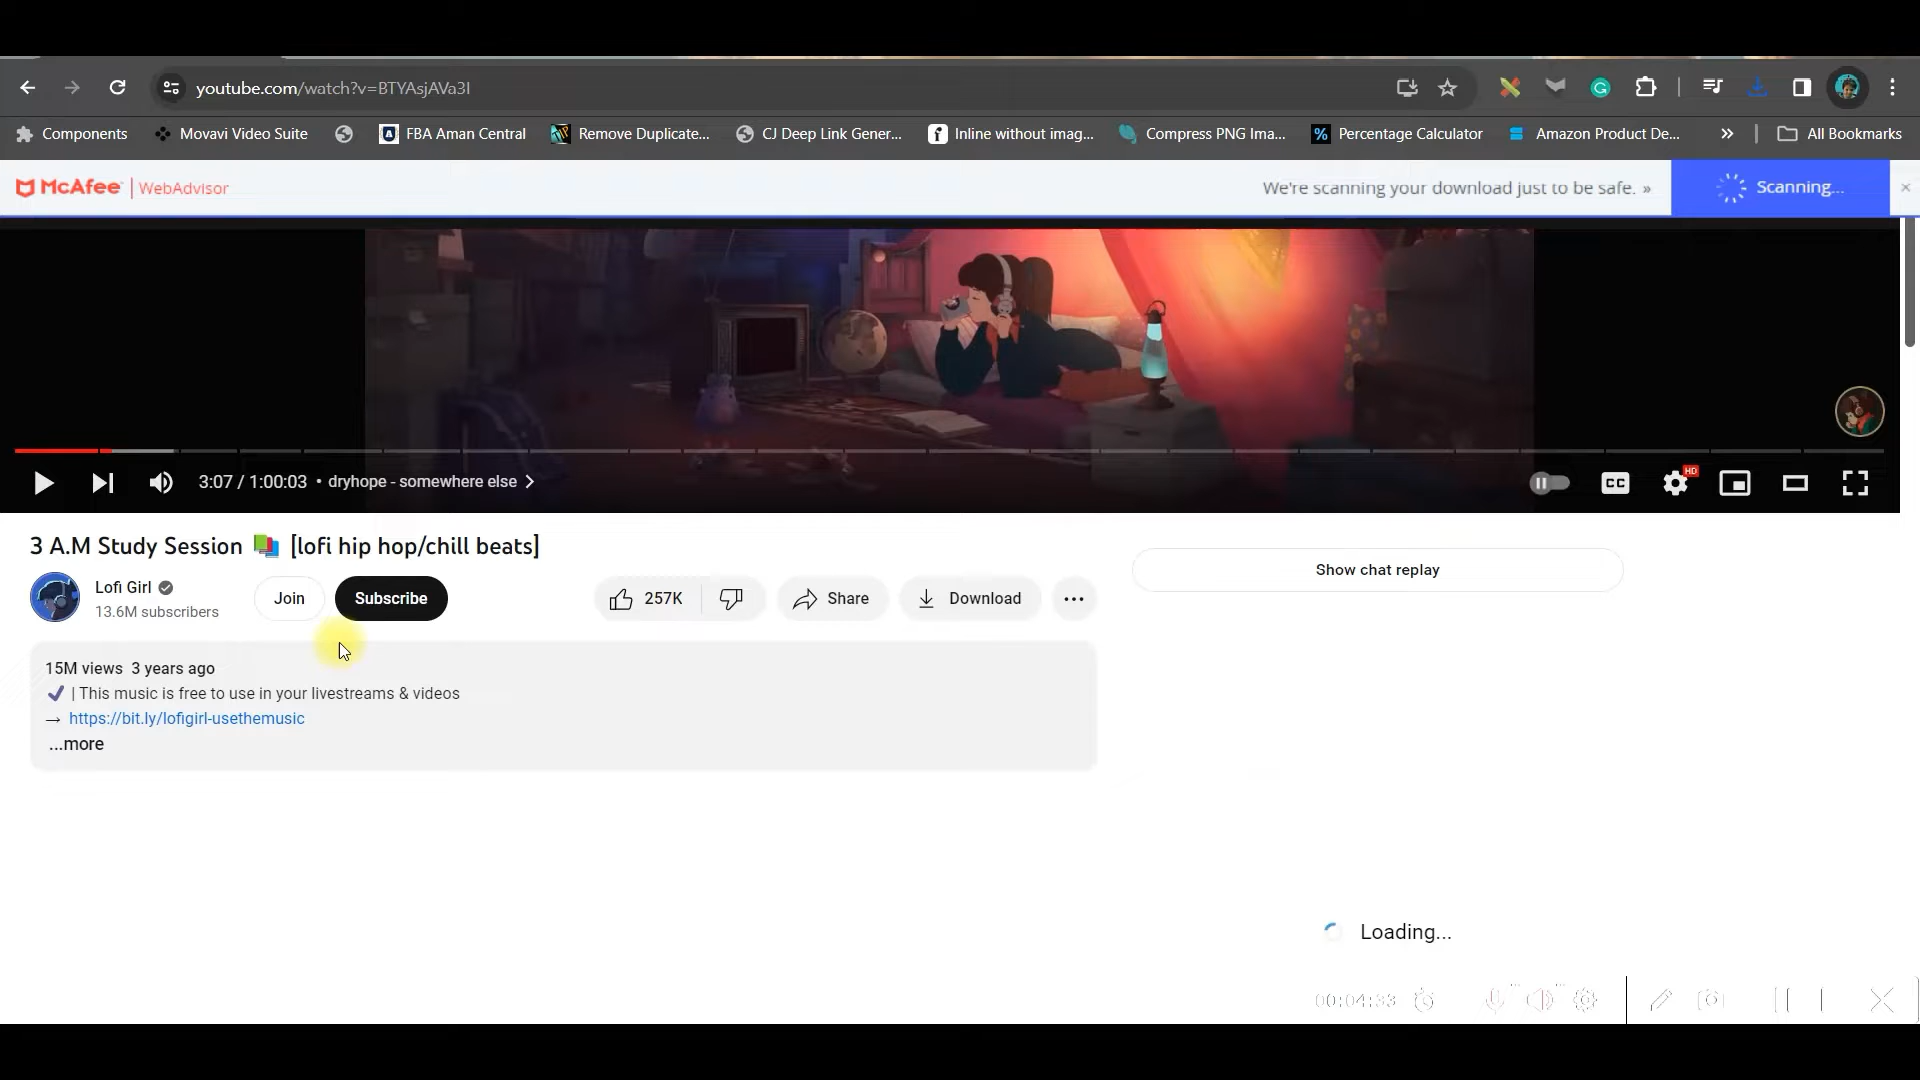 youtube.com/watch?v=BTYAsjAVa3I
Components
Movavi Video Suite
FBA Aman Central
Remove Duplicate...
CJ Deep Link Gener...
Inline without imag...
Compress PNG Ima...
Percentage Calculator
Amazon Product De...
»
All Bookmarks
McAfee | WebAdvisor
We're scanning your download just to be safe. »
Scanning...
3:07 / 1:00:03 • dryhope - somewhere else
CC
HD
3 A.M Study Session 📚 [lofi hip hop/chill beats]
Show chat replay
Lofi Girl
13.6M subscribers
Join
Subscribe
257K
Share
Download
15M views 3 years ago
✔ | This music is free to use in your livestreams & videos
→ https://bit.ly/lofigirl-usethemusic
...more
Loading...
00:04:33